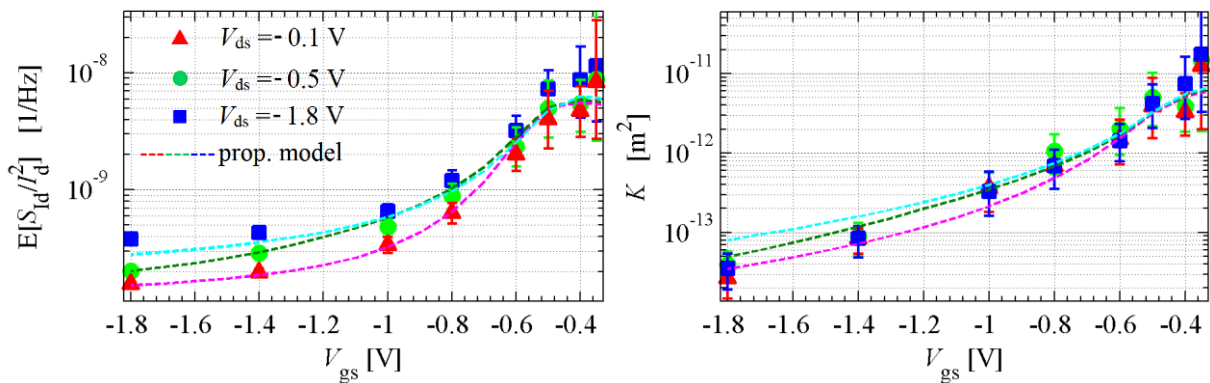 E[S_Id/I_d^2] [1/Hz]
10^-8
10^-9
V_ds =- 0.1 V
V_ds =- 0.5 V
V_ds =- 1.8 V
prop. model
-1.8 -1.4 -1.2 -1 -0.8 -0.6 -0.4
V_gs [V]
K [m^2]
10^-11
10^-12
10^-13
-1.8 -1.6 -1.4 -1.2 -1 -0.8 -0.6 -0.4
V_gs [V]